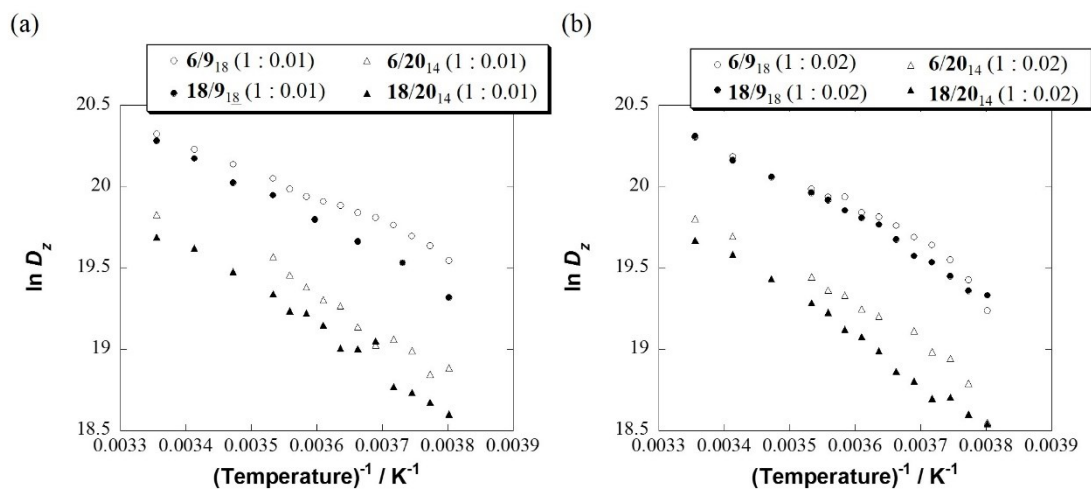 (a)
6/9₁₈ (1 : 0.01) 6/20₁₄ (1 : 0.01)
18/9₁₈ (1 : 0.01) 18/20₁₄ (1 : 0.01)
20.5
20
19.5
19
18.5
ln D_z
0.0033 0.0034 0.0035 0.0036 0.0037 0.0038 0.0039
(Temperature)⁻¹ / K⁻¹
(b)
6/9₁₈ (1 : 0.02) 6/20₁₄ (1 : 0.02)
18/9₁₈ (1 : 0.02) 18/20₁₄ (1 : 0.02)
20.5
20
19.5
19
18.5
ln D_z
0.0033 0.0034 0.0035 0.0036 0.0037 0.0038 0.0039
(Temperature)⁻¹ / K⁻¹